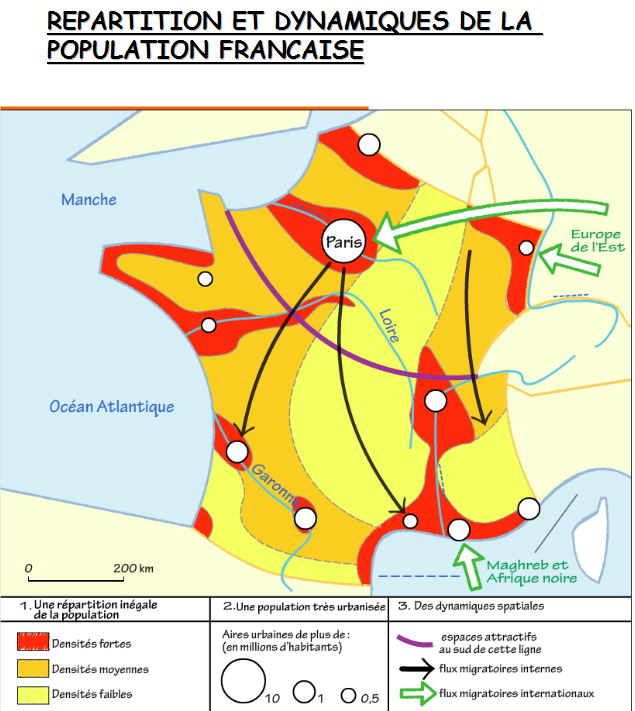 REPARTITION ET DYNAMIQUES DE LA
POPULATION FRANCAISE
Manche
Paris
Europe
de l'Est
Loire
Océan Atlantique
Garonne
Maghreb et
Afrique noire
0 200 km
1. Une répartition inégale
de la population
Densités fortes
Densités moyennes
Densités faibles
2. Une population très urbanisée
Aires urbaines de plus de :
(en millions d'habitants)
10 1 0,5
3. Des dynamiques spatiales
espaces attractifs
au sud de cette ligne
flux migratoires internes
flux migratoires internationaux